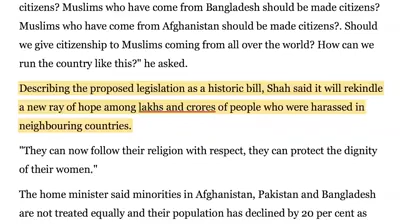 citizens? Muslims who have come from Bangladesh should be made citizens?
Muslims who have come from Afghanistan should be made citizens?. Should
we give citizenship to Muslims coming from all over the world? How can we
run the country like this?" he asked.
Describing the proposed legislation as a historic bill, Shah said it will rekindle
a new ray of hope among lakhs and crores of people who were harassed in
neighbouring countries.
"They can now follow their religion with respect, they can protect the dignity
of their women."
The home minister said minorities in Afghanistan, Pakistan and Bangladesh
are not treated equally and their population has declined by 20 per cent as